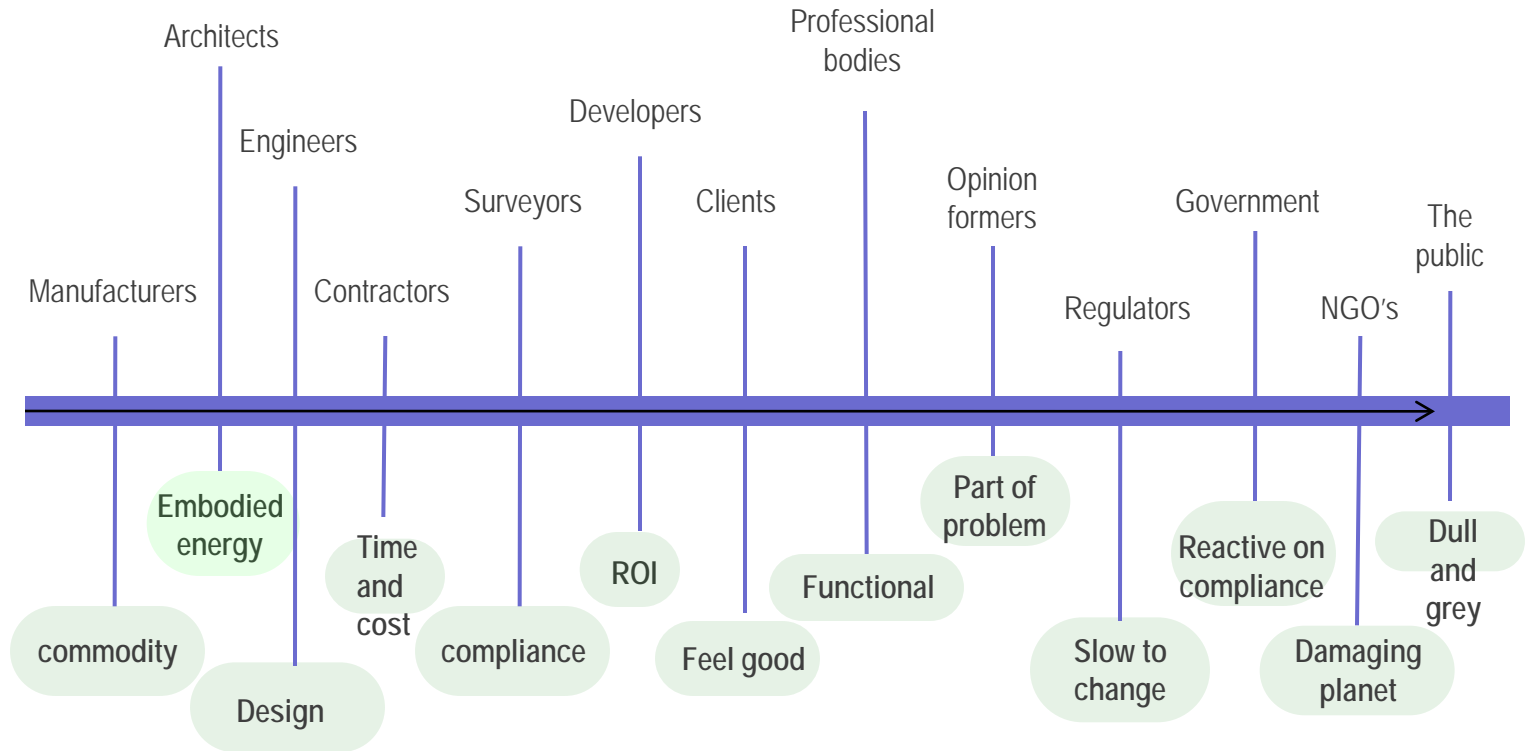 Architects
Professional
bodies
Developers
Engineers
Opinion
formers
Surveyors
Clients
Government
The
public
Manufacturers
Contractors
Regulators
NGO's
Embodied
energy
Part of
problem
Dull
and
grey
Time
and
cost
ROI
Functional
Reactive on
compliance
commodity
compliance
Feel good
Slow to
change
Damaging
planet
Design